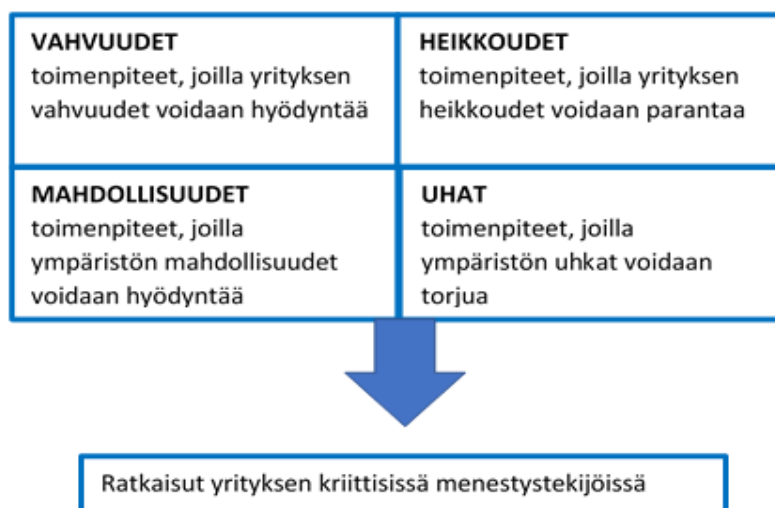 VAHVUUDET
toimenpiteet, joilla yrityksen
vahvuudet voidaan hyödyntää
HEIKKOUDET
toimenpiteet, joilla yrityksen
heikkoudet voidaan parantaa
MAHDOLLISUUDET
toimenpiteet, joilla
ympäristön mahdollisuudet
voidaan hyödyntää
UHAT
toimenpiteet, joilla
ympäristön uhkat voidaan
torjua
Ratkaisut yrityksen kriittisissä menestystekijöissä